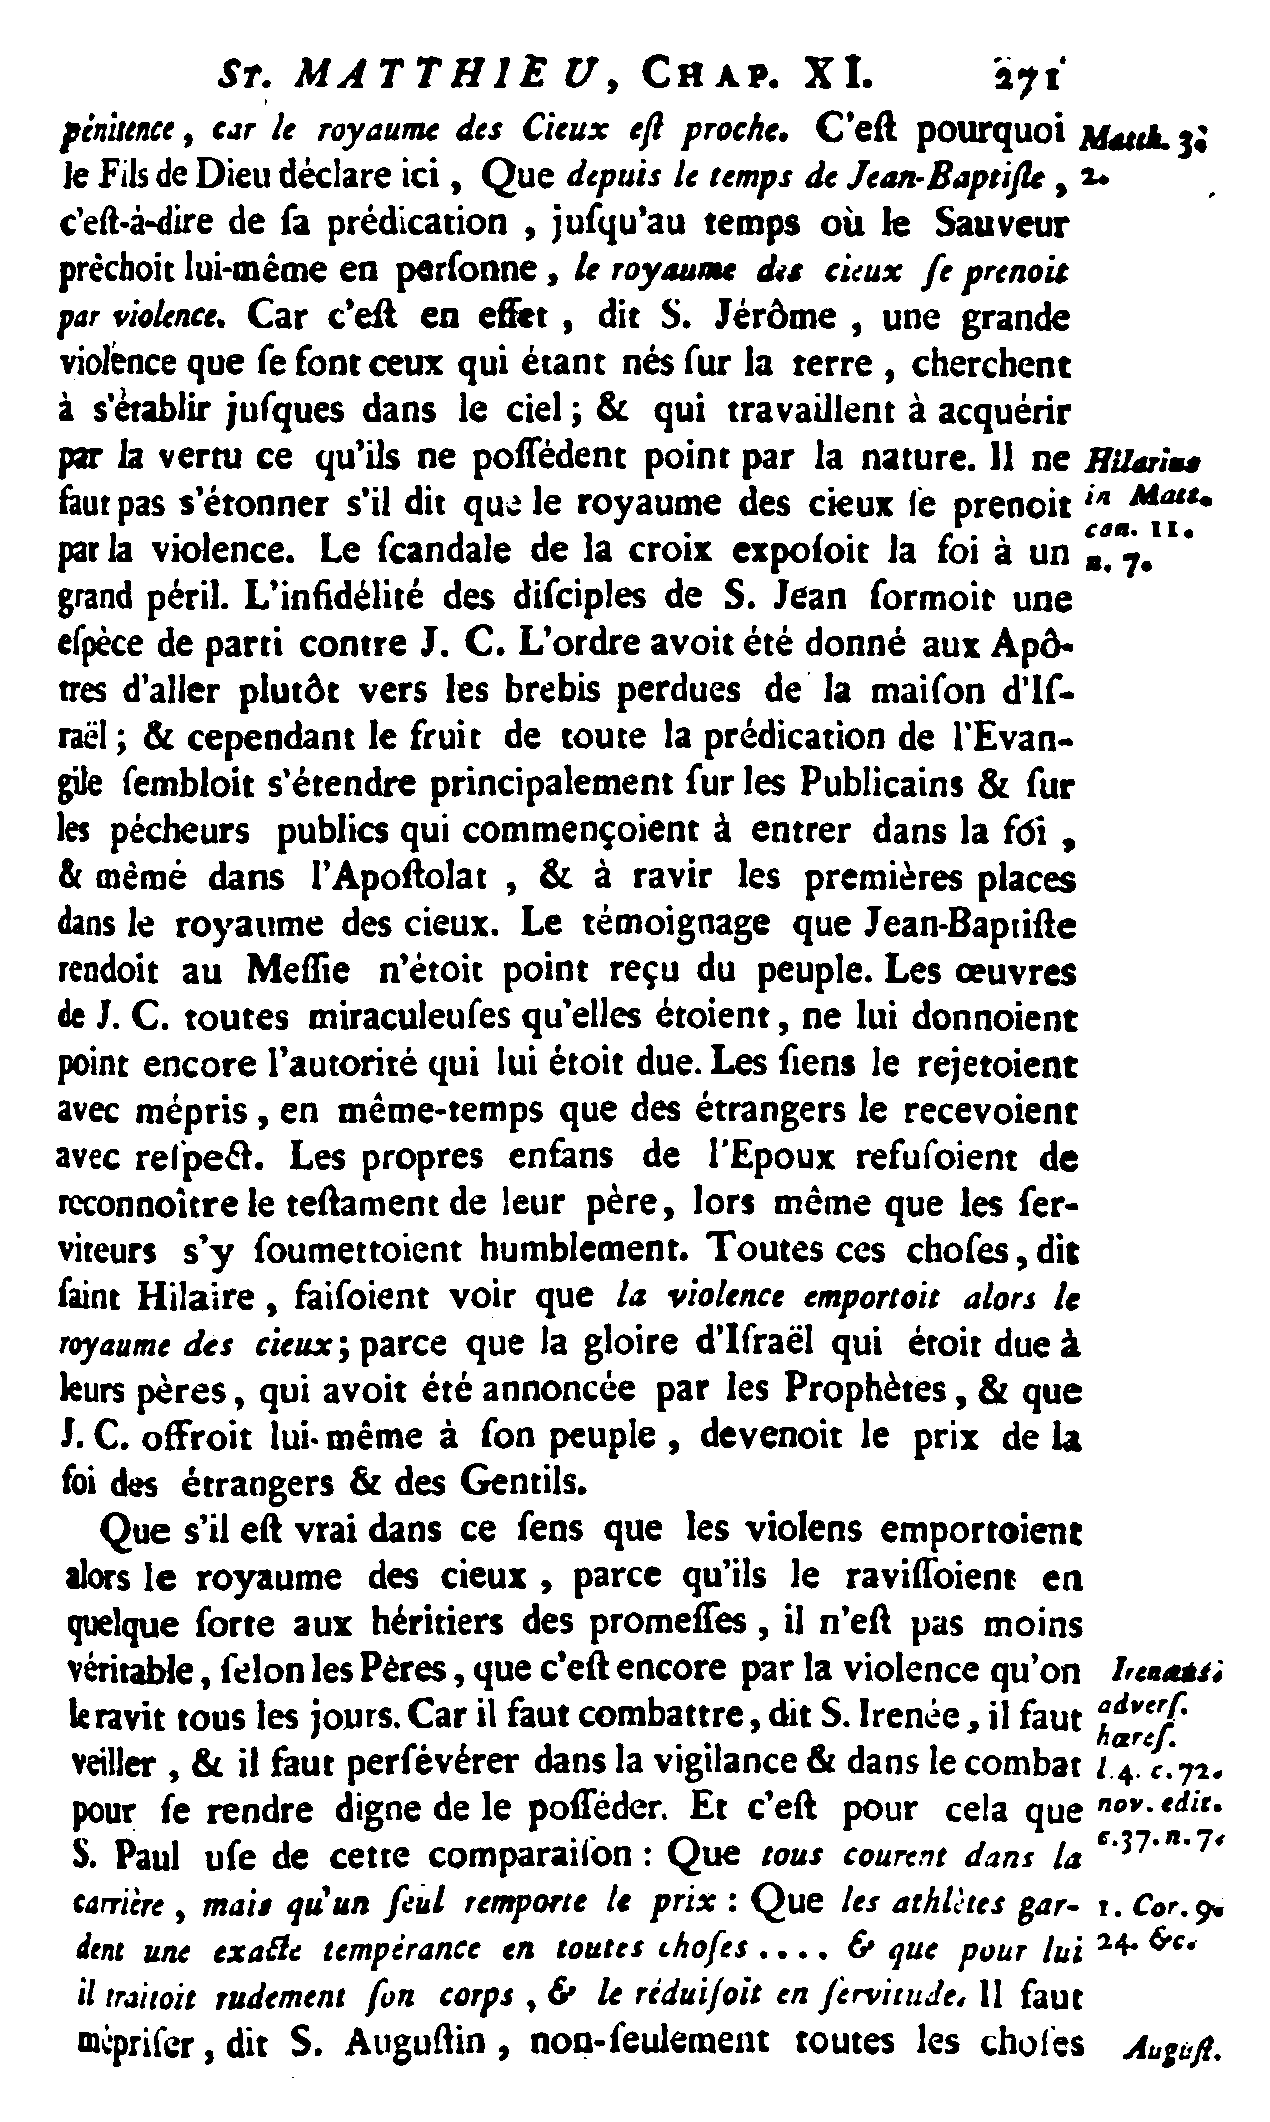 St. MATTHIEU, CHAP. XI. 271
pénitence, car le royaume des Cieux eſt proche. C'eſt pourquoi Matth. 3.
le Fils de Dieu déclare ici, Que depuis le temps de Jean-Baptiſte, 2.
c'eſt-à-dire de ſa prédication, juſqu'au temps où le Sauveur
prêchoit lui-même en perſonne, le royaume des cieux ſe prenoit
par violence. Car c'eſt en effet, dit S. Jérôme, une grande
violence que ſe font ceux qui étant nés ſur la terre, cherchent
à s'établir juſques dans le ciel; & qui travaillent à acquérir
par la vertu ce qu'ils ne poſſédent point par la nature. Il ne Hilarius
faut pas s'étonner s'il dit que le royaume des cieux ſe prenoit in Matt.
par la violence. Le ſcandale de la croix expoſoit la foi à un can. 11. n. 7.
grand péril. L'infidélité des diſciples de S. Jean formoit une
eſpèce de parti contre J. C. L'ordre avoit été donné aux Apô-
tres d'aller plutôt vers les brebis perdues de la maiſon d'Iſ-
raël; & cependant le fruit de toute la prédication de l'Evan-
gile ſembloit s'étendre principalement ſur les Publicains & ſur
les pécheurs publics qui commençoient à entrer dans la foi,
& même dans l'Apoſtolat, & à ravir les premières places
dans le royaume des cieux. Le témoignage que Jean-Baptiſte
rendoit au Meſſie n'étoit point reçu du peuple. Les œuvres
de J. C. toutes miraculeuſes qu'elles étoient, ne lui donnoient
point encore l'autorité qui lui étoit due. Les ſiens le rejetoient
avec mépris, en même-temps que des étrangers le recevoient
avec reſpect. Les propres enfans de l'Epoux refuſoient de
reconnoître le teſtament de leur père, lors même que les ſer-
viteurs s'y ſoumettoient humblement. Toutes ces choſes, dit
ſaint Hilaire, faiſoient voir que la violence emportoit alors le
royaume des cieux; parce que la gloire d'Iſraël qui étoit due à
leurs pères, qui avoit été annoncée par les Prophètes, & que
J. C. offroit lui-même à ſon peuple, devenoit le prix de la
foi des étrangers & des Gentils.
Que s'il eſt vrai dans ce ſens que les violens emportoient
alors le royaume des cieux, parce qu'ils le raviſſoient en
quelque ſorte aux héritiers des promeſſes, il n'eſt pas moins
véritable, ſelon les Pères, que c'eſt encore par la violence qu'on Irenæus
le ravit tous les jours. Car il faut combattre, dit S. Irenée, il faut adverſ. hæreſ.
veiller, & il faut perſévérer dans la vigilance & dans le combat l. 4. c. 72.
pour ſe rendre digne de le poſſéder. Et c'eſt pour cela que nov. edit.
S. Paul uſe de cette comparaiſon : Que tous courent dans la c. 37. n. 7.
carrière, mais qu'un ſeul remporte le prix : Que les athlètes gar- 1. Cor. 9.
dent une exacte tempérance en toutes choſes .... & que pour lui 24. &c.
il traitoit rudement ſon corps, & le réduiſoit en ſervitude. Il faut
mépriſer, dit S. Auguſtin, non-ſeulement toutes les choſes Auguſt.